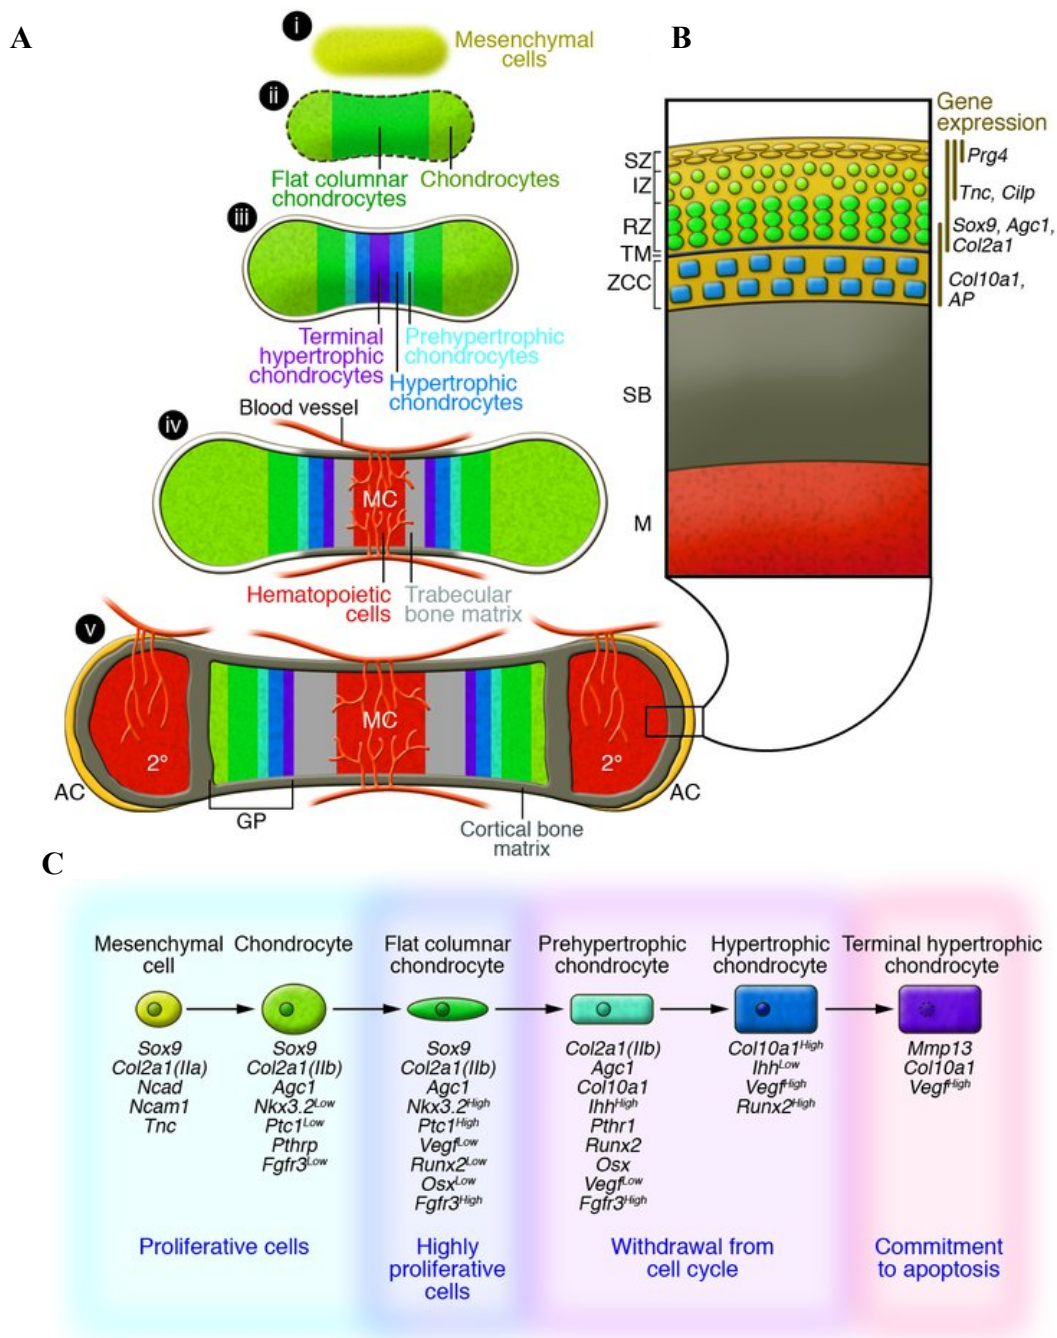 A
i
Mesenchymal
cells
ii
Flat columnar
chondrocytes
Chondrocytes
iii
Terminal
hypertrophic
chondrocytes
Prehypertrophic
chondrocytes
Hypertrophic
chondrocytes
Blood vessel
iv
MC
Hematopoietic
cells
Trabecular
bone matrix
v
MC
2°
2°
AC
AC
GP
Cortical bone
matrix
B
Gene
expression
SZ
IZ
RZ
TM
ZCC
SB
M
Prg4
Tnc, Cilp
Sox9, Agc1,
Col2a1
Col10a1,
AP
C
Mesenchymal
cell
Sox9
Col2a1(IIa)
Ncad
Ncam1
Tnc
Chondrocyte
Sox9
Col2a1(IIb)
Agc1
Nkx3.2Low
Ptc1Low
Pthrp
Fgfr3Low
Proliferative cells
Flat columnar
chondrocyte
Sox9
Col2a1(IIb)
Agc1
Nkx3.2High
Ptc1High
VegfLow
Runx2Low
OsxLow
Fgfr3High
Highly
proliferative
cells
Prehypertrophic
chondrocyte
Col2a1(IIb)
Agc1
Col10a1
IhhHigh
Pthr1
Runx2
Osx
VegfLow
Fgfr3High
Hypertrophic
chondrocyte
Col10a1High
IhhLow
VegfHigh
Runx2High
Withdrawal from
cell cycle
Terminal hypertrophic
chondrocyte
Mmp13
Col10a1
VegfHigh
Commitment
to apoptosis